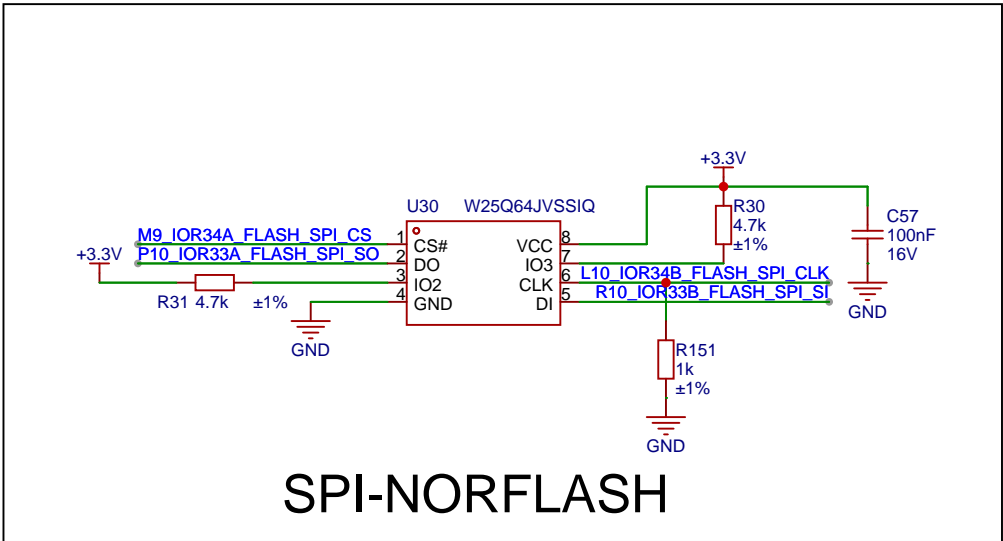 +3.3V
U30 W25Q64JVSSIQ
R30
4.7k
±1%
C57
100nF
16V
GND
M9_IOR34A_FLASH_SPI_CS
P10_IOR33A_FLASH_SPI_SO
+3.3V
R31 4.7k ±1%
GND
1 CS# VCC 8
2 DO IO3 7
3 IO2 CLK 6
4 GND DI 5
L10_IOR34B_FLASH_SPI_CLK
R10_IOR33B_FLASH_SPI_SI
R151
1k
±1%
GND
SPI-NORFLASH